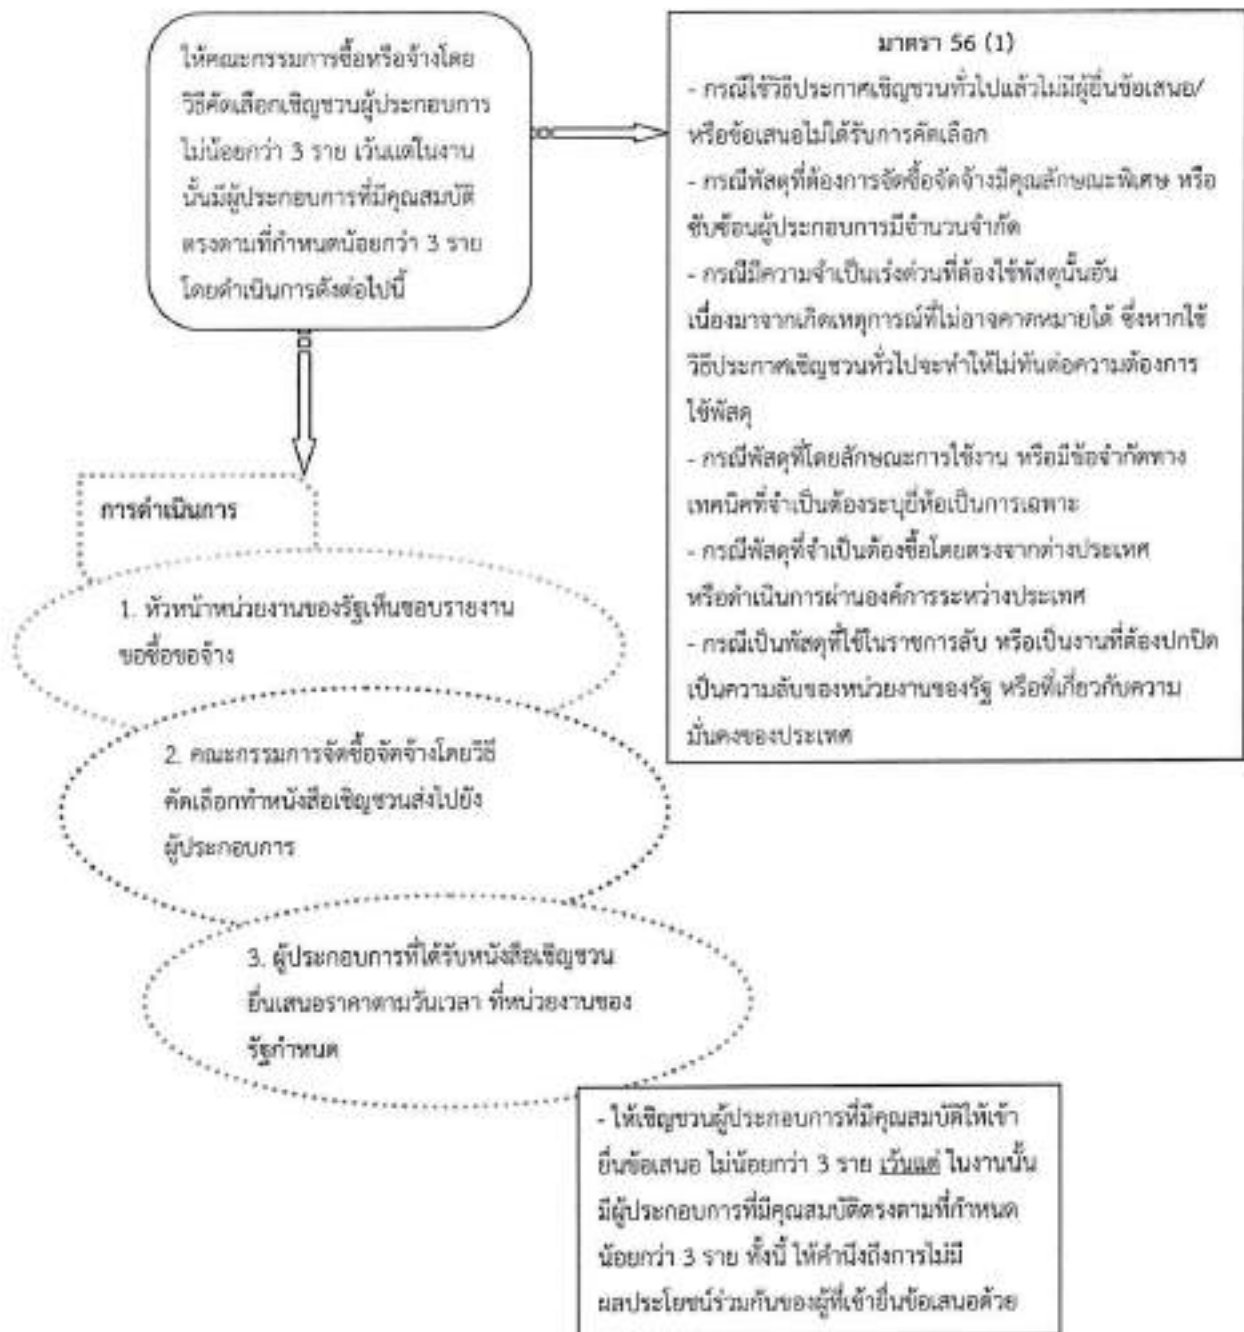 ให้คณะกรรมการซื้อหรือจ้างโดย
วิธีคัดเลือกเชิญชวนผู้ประกอบการ
ไม่น้อยกว่า 3 ราย เว้นแต่ในงาน
นั้นมีผู้ประกอบการที่มีคุณสมบัติ
ตรงตามที่กำหนดน้อยกว่า 3 ราย
โดยดำเนินการดังต่อไปนี้
มาตรา 56 (1)
- กรณีใช้วิธีประกาศเชิญชวนทั่วไปแล้วไม่มีผู้ยื่นข้อเสนอ/
หรือข้อเสนอไม่ได้รับการคัดเลือก
- กรณีพัสดุที่ต้องการจัดซื้อจัดจ้างมีคุณลักษณะพิเศษ หรือ
ซับซ้อนผู้ประกอบการมีจำนวนจำกัด
- กรณีมีความจำเป็นเร่งด่วนที่ต้องใช้พัสดุนั้นอัน
เนื่องมาจากเกิดเหตุการณ์ที่ไม่อาจคาดหมายได้ ซึ่งหากใช้
วิธีประกาศเชิญชวนทั่วไปจะทำให้ไม่ทันต่อความต้องการ
ใช้พัสดุ
- กรณีพัสดุที่โดยลักษณะการใช้งาน หรือมีข้อจำกัดทาง
เทคนิคที่จำเป็นต้องระบุยี่ห้อเป็นการเฉพาะ
- กรณีพัสดุที่จำเป็นต้องซื้อโดยตรงจากต่างประเทศ
หรือดำเนินการผ่านองค์การระหว่างประเทศ
- กรณีเป็นพัสดุที่ใช้ในราชการลับ หรือเป็นงานที่ต้องปกปิด
เป็นความลับของหน่วยงานของรัฐ หรือที่เกี่ยวกับความ
มั่นคงของประเทศ
การดำเนินการ
1. หัวหน้าหน่วยงานของรัฐเห็นชอบรายงาน
ขอซื้อขอจ้าง
2. คณะกรรมการจัดซื้อจัดจ้างโดยวิธี
คัดเลือกทำหนังสือเชิญชวนส่งไปยัง
ผู้ประกอบการ
3. ผู้ประกอบการที่ได้รับหนังสือเชิญชวน
ยื่นเสนอราคาตามวันเวลา ที่หน่วยงานของ
รัฐกำหนด
- ให้เชิญชวนผู้ประกอบการที่มีคุณสมบัติให้เข้า
ยื่นข้อเสนอ ไม่น้อยกว่า 3 ราย เว้นแต่ ในงานนั้น
มีผู้ประกอบการที่มีคุณสมบัติตรงตามที่กำหนด
น้อยกว่า 3 ราย ทั้งนี้ ให้คำนึงถึงการไม่มี
ผลประโยชน์ร่วมกันของผู้ที่เข้ายื่นข้อเสนอด้วย